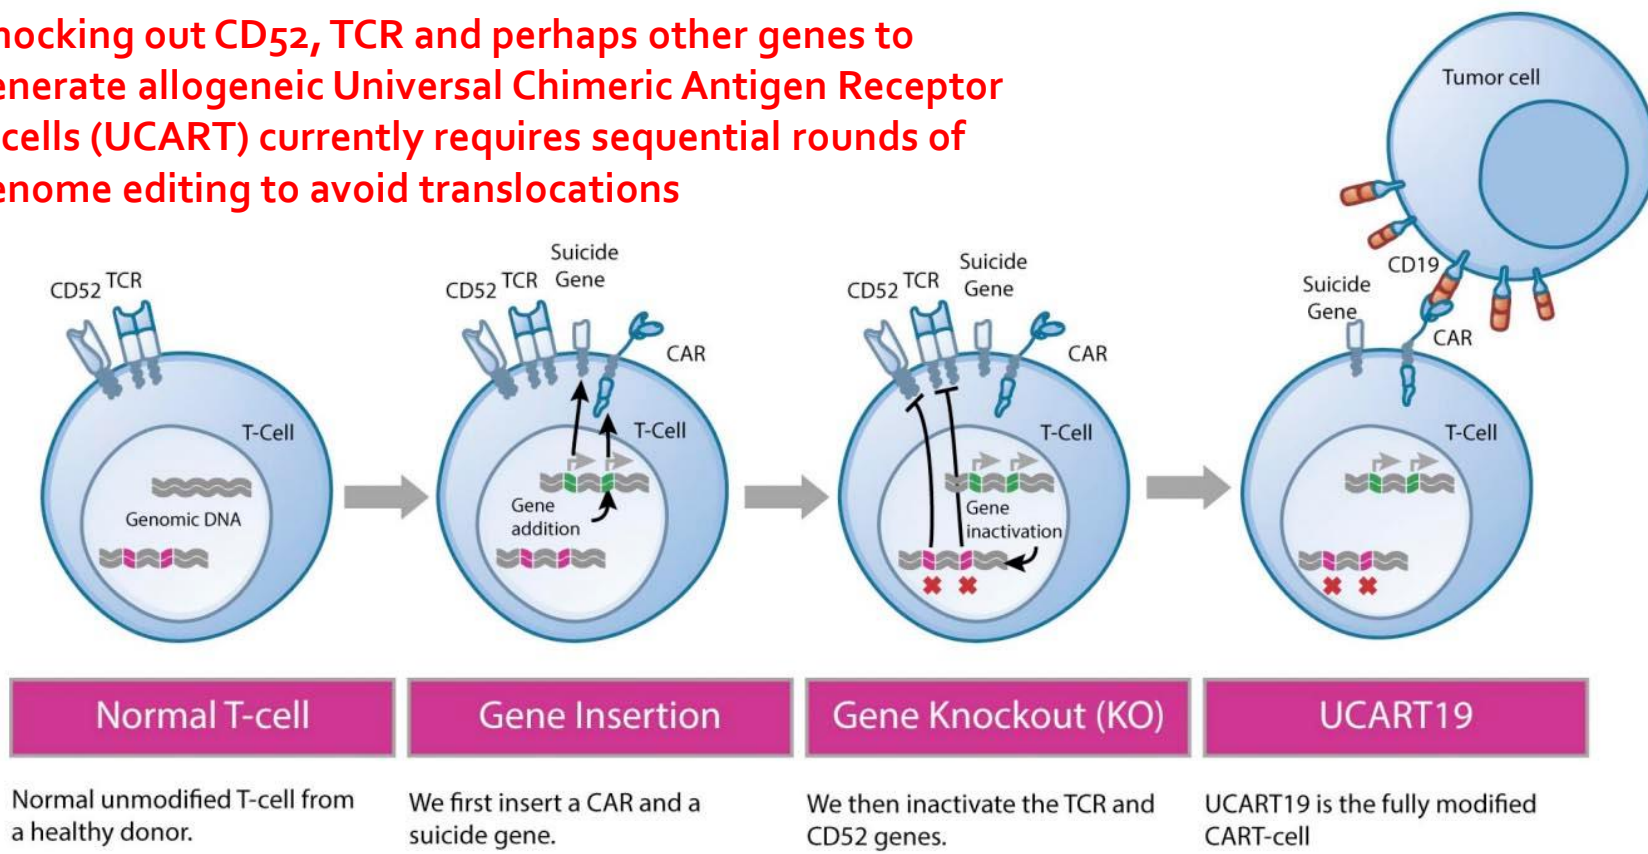 nocking out CD52, TCR and perhaps other genes to
enerate allogeneic Universal Chimeric Antigen Receptor
cells (UCART) currently requires sequential rounds of
enome editing to avoid translocations
CD52 TCR
T-Cell
Genomic DNA
CD52 TCR
Suicide
Gene
CAR
T-Cell
Gene
addition
CD52 TCR
Suicide
Gene
CAR
T-Cell
Gene
inactivation
Tumor cell
CD19
Suicide
Gene
CAR
T-Cell
Normal T-cell
Gene Insertion
Gene Knockout (KO)
UCART19
Normal unmodified T-cell from
a healthy donor.
We first insert a CAR and a
suicide gene.
We then inactivate the TCR and
CD52 genes.
UCART19 is the fully modified
CART-cell